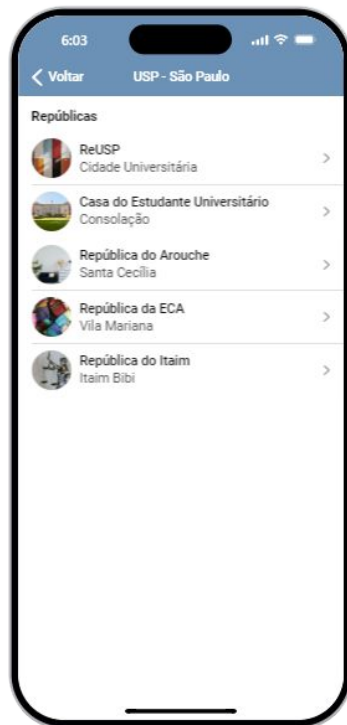 6:03
Voltar
USP - São Paulo
Repúblicas
ReUSP
Cidade Universitária
Casa do Estudante Universitário
Consolação
República do Arouche
Santa Cecília
República da ECA
Vila Mariana
República do Itaim
Itaim Bibi